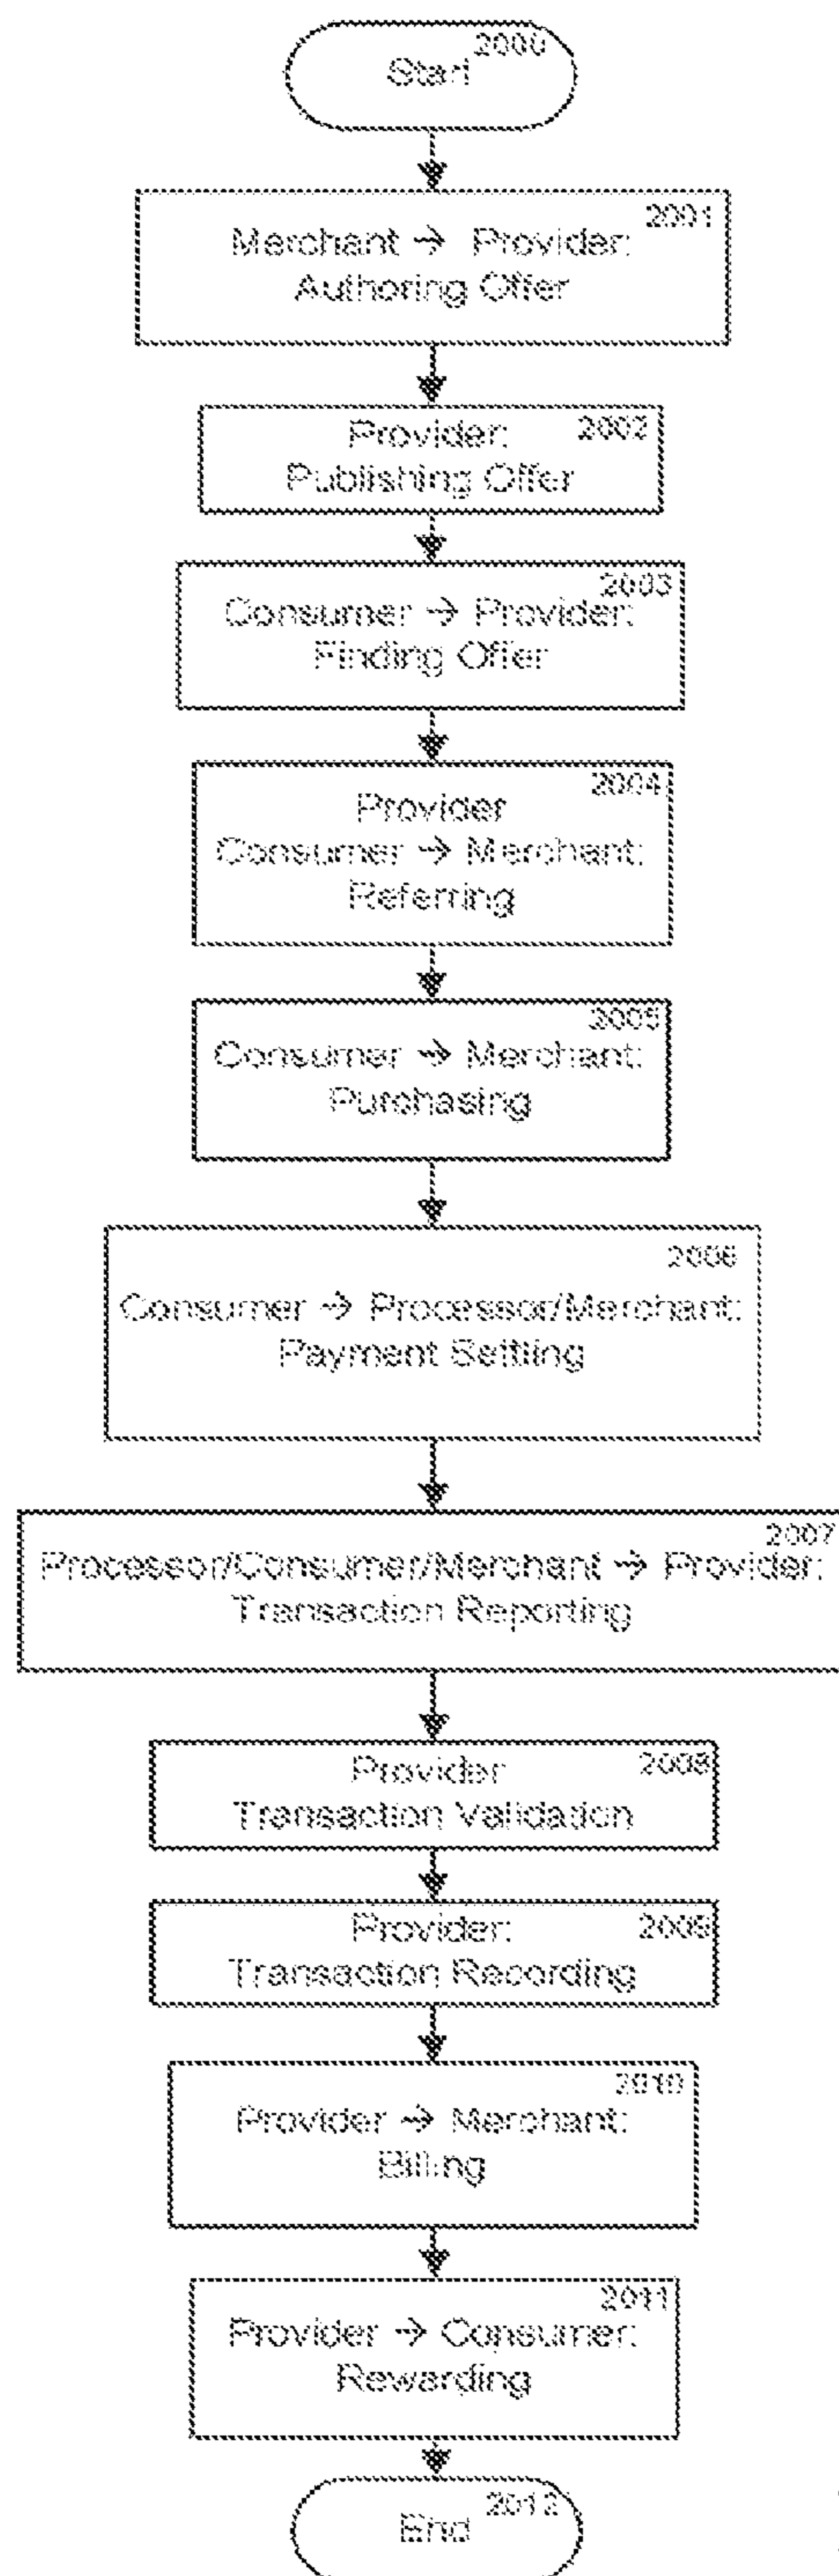 2000
Start
2001
Merchant → Provider:
Authoring Offer
2002
Provider:
Publishing Offer
2003
Consumer → Provider:
Finding Offer
2004
Provider
Consumer → Merchant:
Referring
2005
Consumer → Merchant:
Purchasing
2006
Consumer → Processor/Merchant:
Payment Settling
2007
Processor/Consumer/Merchant → Provider:
Transaction Reporting
2008
Provider
Transaction Validation
2009
Provider:
Transaction Recording
2010
Provider → Merchant:
Billing
2011
Provider → Consumer:
Rewarding
2012
End